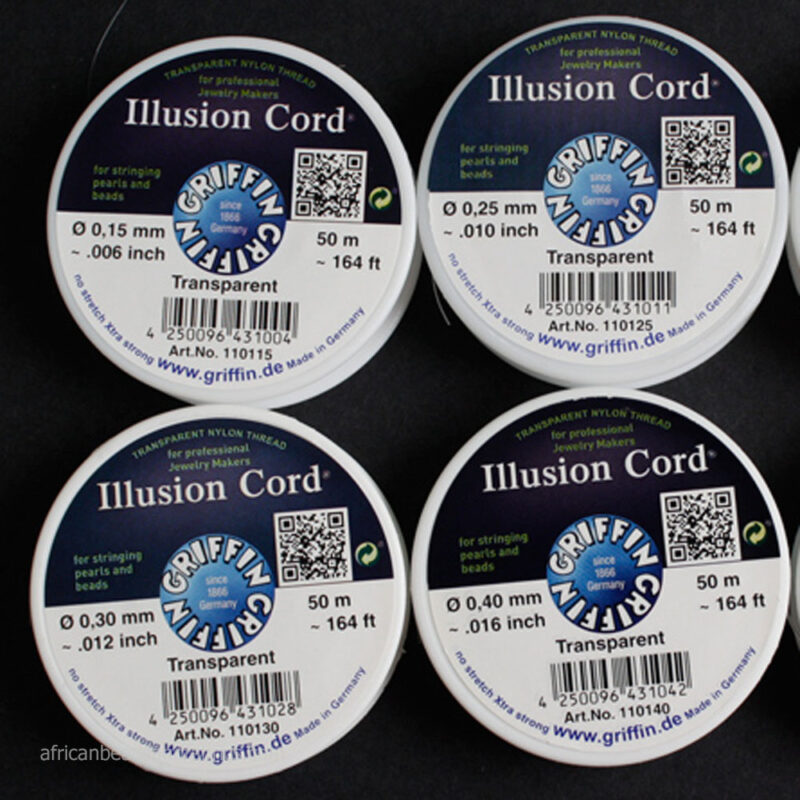 TRANSPARENT NYLON THREAD
for professional
Jewelry Makers
Illusion Cord®
for stringing
pearls and
beads
GRIFFIN GRIFFIN
since
1866
Germany
Ø 0,15 mm
~ .006 inch
50 m
~ 164 ft
Transparent
4 250096 431004
Art.No. 110115
no stretch Xtra strong www.griffin.de Made in Germany
TRANSPARENT NYLON THREAD
for professional
Jewelry Makers
Illusion Cord®
for stringing
pearls and
beads
GRIFFIN GRIFFIN
since
1866
Germany
Ø 0,25 mm
~ .010 inch
50 m
~ 164 ft
Transparent
4 250096 431011
Art.No. 110125
no stretch Xtra strong www.griffin.de Made in Germany
TRANSPARENT NYLON THREAD
for professional
Jewelry Makers
Illusion Cord®
for stringing
pearls and
beads
GRIFFIN GRIFFIN
since
1866
Germany
Ø 0,30 mm
~ .012 inch
50 m
~ 164 ft
Transparent
4 250096 431028
Art.No. 110130
no stretch Xtra strong www.griffin.de Made in Germany
TRANSPARENT NYLON THREAD
for professional
Jewelry Makers
Illusion Cord®
for stringing
pearls and
beads
GRIFFIN GRIFFIN
since
1866
Germany
Ø 0,40 mm
~ .016 inch
50 m
~ 164 ft
Transparent
4 250096 431042
Art.No. 110140
no stretch Xtra strong www.griffin.de Made in Germany